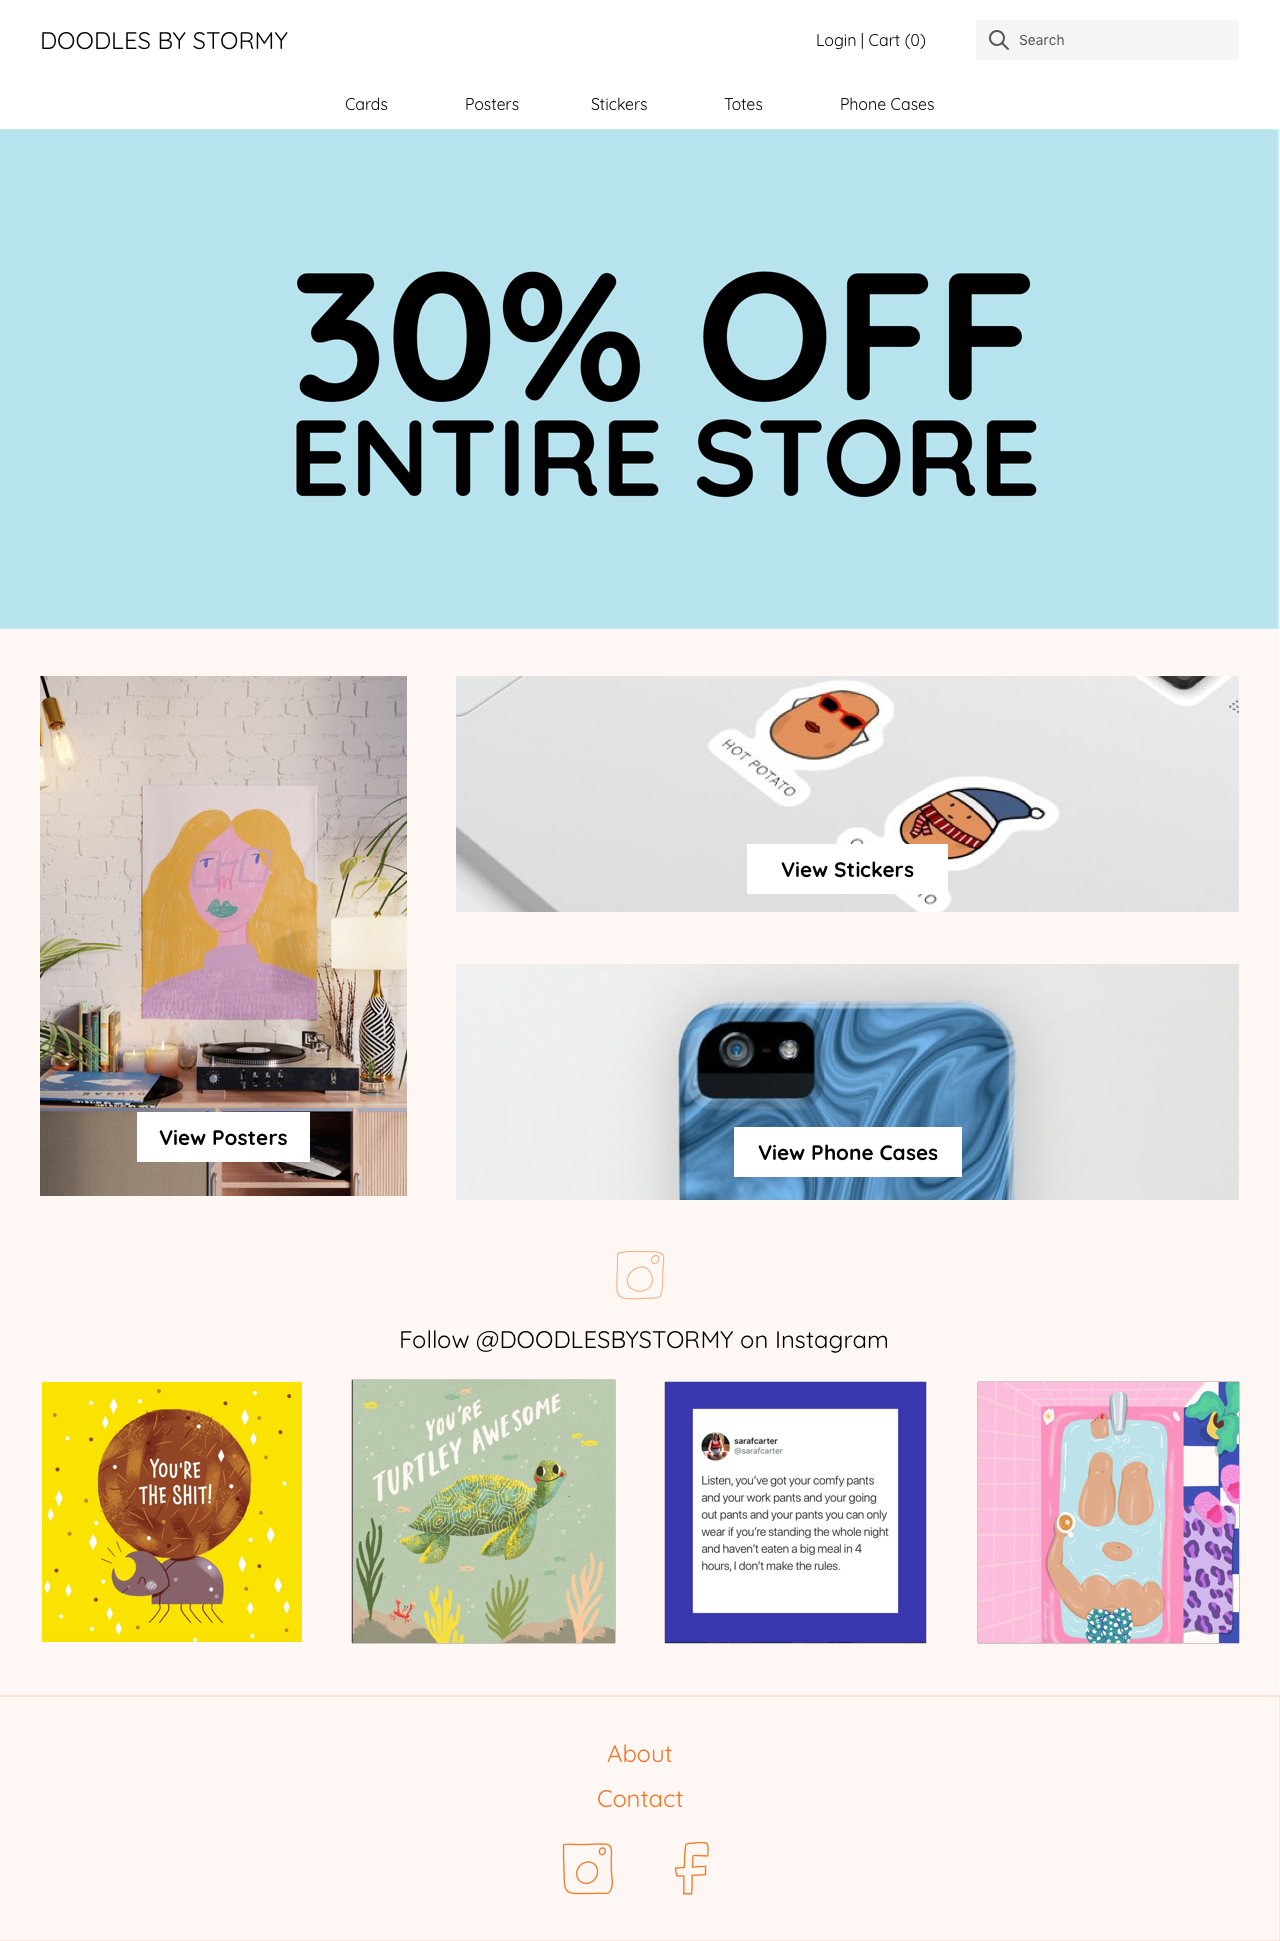 DOODLES BY STORMY
Login | Cart (0)
Search
Cards
Posters
Stickers
Totes
Phone Cases
30% OFF
ENTIRE STORE
HOT POTATO
View Stickers
View Posters
View Phone Cases
Follow @DOODLESBYSTORMY on Instagram
YOU'RE
THE SHIT!
YOU'RE
TURTLEY AWESOME
sarafcarter
@sarafcarter
Listen, you've got your comfy pants
and your work pants and your going
out pants and your pants you can only
wear if you're standing the whole night
and haven't eaten a big meal in 4
hours, I don't make the rules.
About
Contact